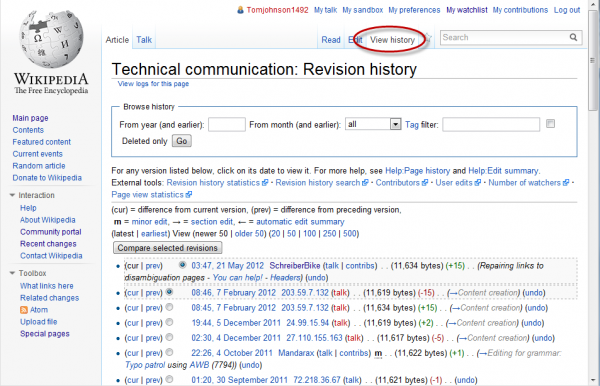 Tomjohnson1492 My talk My sandbox My preferences My watchlist My contributions Log out
Article Talk Read Edit View history Search
WIKIPEDIA
The Free Encyclopedia
Main page
Contents
Featured content
Current events
Random article
Donate to Wikipedia
Interaction
Help
About Wikipedia
Community portal
Recent changes
Contact Wikipedia
Toolbox
What links here
Related changes
Atom
Upload file
Special pages
Technical communication: Revision history
View logs for this page
Browse history
From year (and earlier): From month (and earlier): all Tag filter:
Deleted only Go
For any version listed below, click on its date to view it. For more help, see Help:Page history and Help:Edit summary.
External tools: Revision history statistics · Revision history search · Contributors · User edits · Number of watchers ·
Page view statistics
(cur) = difference from current version, (prev) = difference from preceding version,
m = minor edit, → = section edit, ← = automatic edit summary
(latest | earliest) View (newer 50 | older 50) (20 | 50 | 100 | 250 | 500)
Compare selected revisions
(cur | prev) 03:47, 21 May 2012 SchreiberBike (talk | contribs) . . (11,634 bytes) (+15) . . (Repairing links to
disambiguation pages - You can help! - Headers) (undo)
(cur | prev) 08:46, 7 February 2012 203.59.7.132 (talk) . . (11,619 bytes) (-15) . . (→Content creation) (undo)
(cur | prev) 08:45, 7 February 2012 203.59.7.132 (talk) . . (11,634 bytes) (+15) . . (→Content creation) (undo)
(cur | prev) 19:44, 5 December 2011 24.99.15.94 (talk) . . (11,619 bytes) (+2) . . (→Content creation) (undo)
(cur | prev) 02:30, 4 December 2011 27.110.155.163 (talk) . . (11,617 bytes) (-5) . . (→Content creation) (undo)
(cur | prev) 22:26, 4 October 2011 Mandarax (talk | contribs) m . . (11,622 bytes) (+1) . . (→Editing for grammar:
Typo patrol using AWB (7794)) (undo)
(cur | prev) 01:20, 30 September 2011 72.218.36.67 (talk) . . (11,621 bytes) (-1) . . (undo)